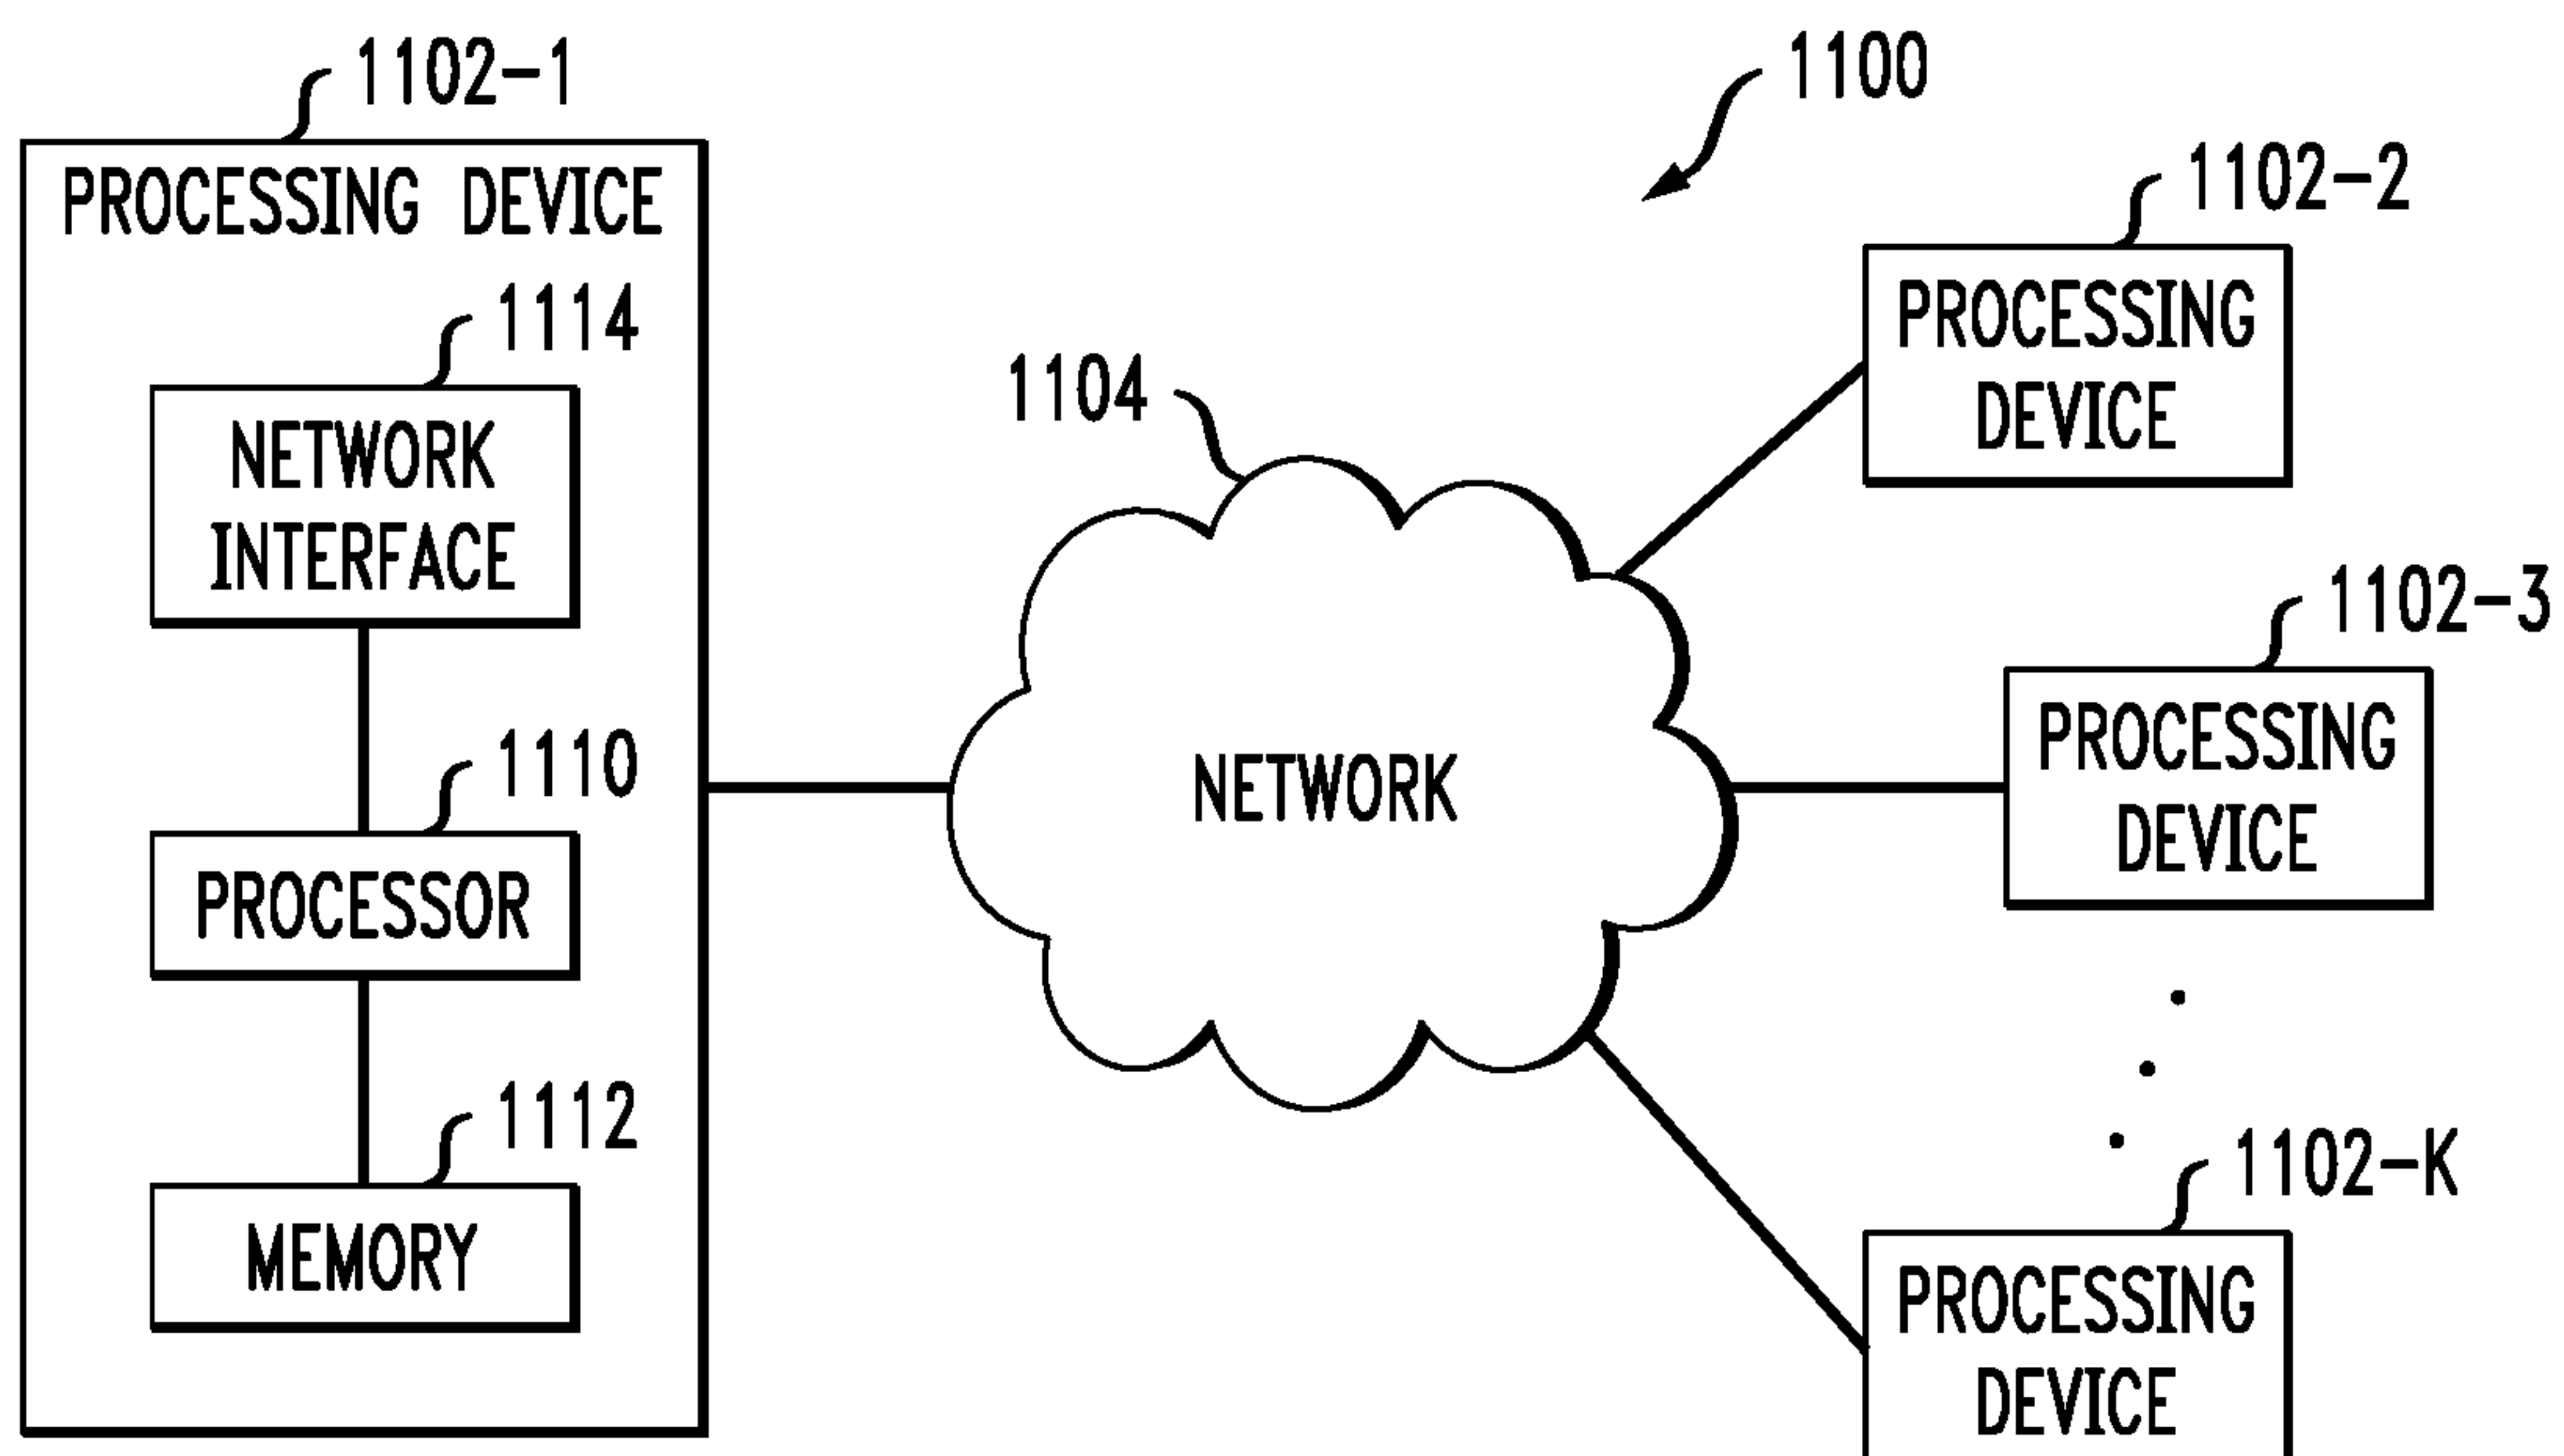 1102-1
PROCESSING DEVICE
1114
NETWORK
INTERFACE
1110
PROCESSOR
1112
MEMORY
1100
1104
NETWORK
1102-2
PROCESSING
DEVICE
1102-3
PROCESSING
DEVICE
1102-K
PROCESSING
DEVICE